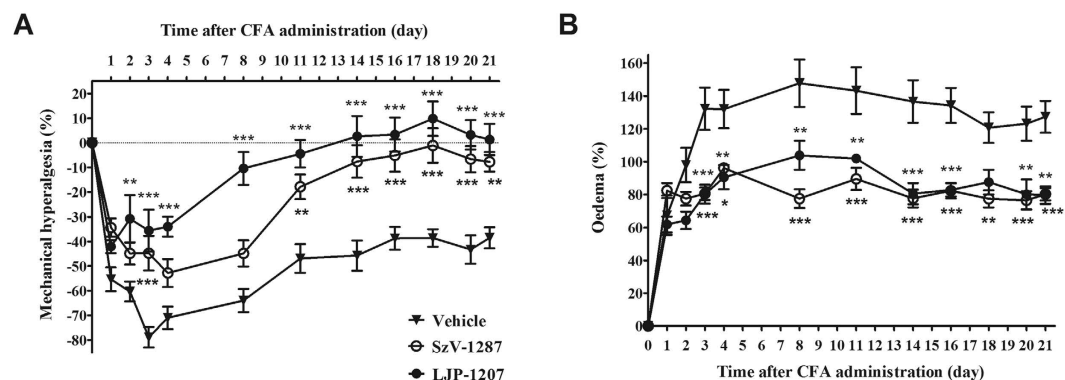 A
Time after CFA administration (day)
1 2 3 4 5 6 7 8 9 10 11 12 13 14 15 16 17 18 19 20 21
20
10
0
-10
-20
-30
-40
-50
-60
-70
-80
Mechanical hyperalgesia (%)
*** *** *** *** ***
*** ***
** *** ***
*** *** *** *** **
**
***
Vehicle
SzV-1287
LJP-1207
B
160
140
120
100
80
60
40
20
0
Oedema (%)
** **
*** ** *** ** **
*** * *** *** *** *** ** *** ***
0 1 2 3 4 5 6 7 8 9 10 11 12 13 14 15 16 17 18 19 20 21
Time after CFA administration (day)